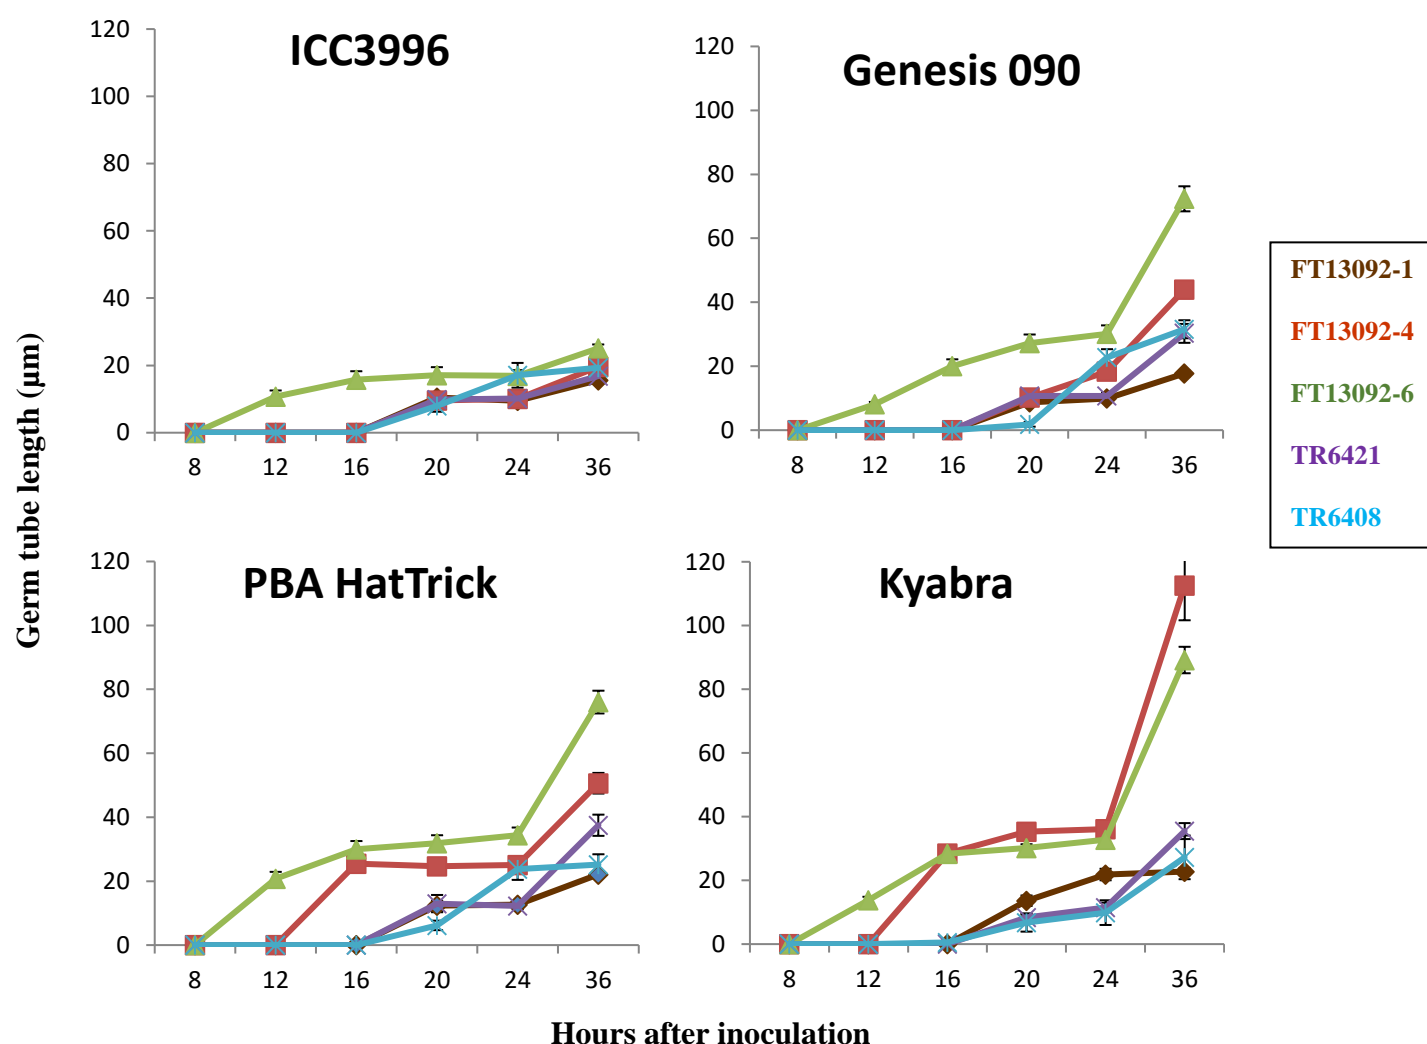 ICC3996
120
100
80
60
40
20
0
8 12 16 20 24 36
Genesis 090
120
100
80
60
40
20
0
8 12 16 20 24 36
FT13092-1
FT13092-4
FT13092-6
TR6421
TR6408
Germ tube length (µm)
PBA HatTrick
120
100
80
60
40
20
0
8 12 16 20 24 36
Kyabra
120
100
80
60
40
20
0
8 12 16 20 24 36
Hours after inoculation